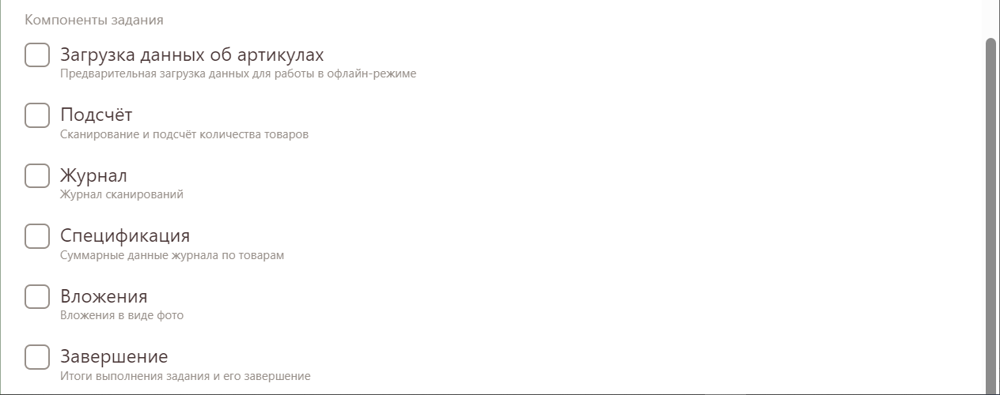 Компоненты задания
Загрузка данных об артикулах
Предварительная загрузка данных для работы в офлайн-режиме
Подсчёт
Сканирование и подсчёт количества товаров
Журнал
Журнал сканирований
Спецификация
Суммарные данные журнала по товарам
Вложения
Вложения в виде фото
Завершение
Итоги выполнения задания и его завершение